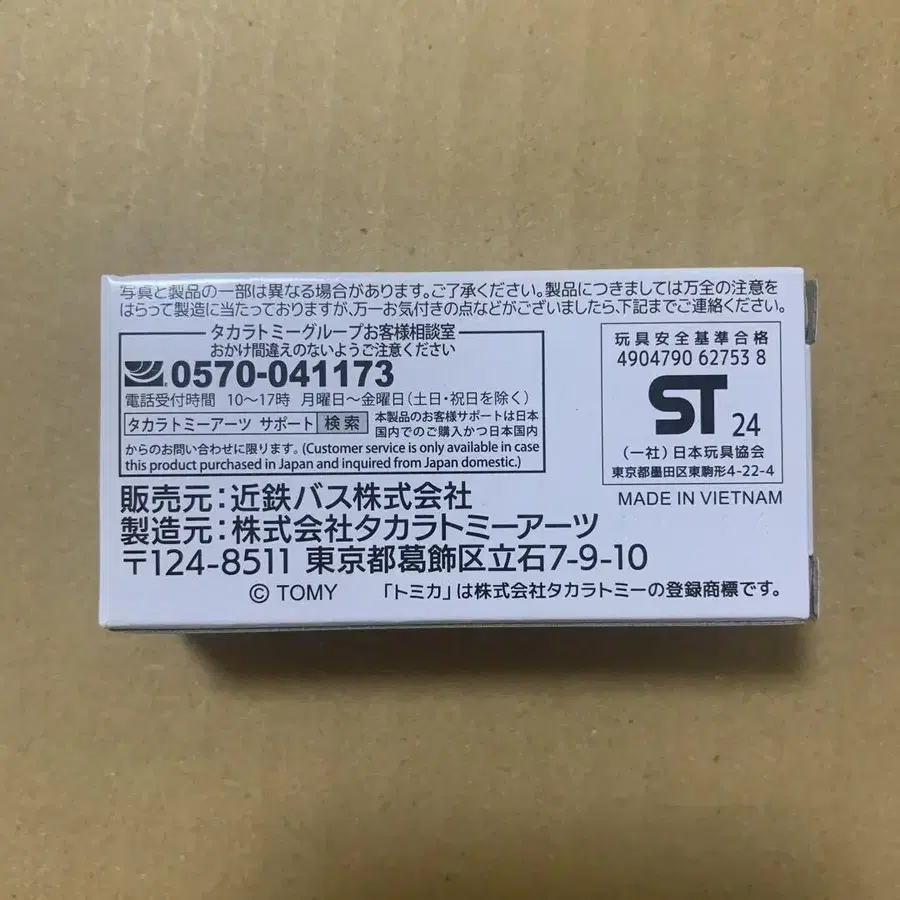 写真と製品の一部は異なる場合があります。ご了承ください。製品につきましては万全の注意を
はらって製造に当たっておりますが、万一お気付きの点などがございましたら、下記までご連絡ください。
タカラトミーグループお客様相談室
おかけ間違えのないようご注意ください
0570-041173
電話受付時間 10〜17時 月曜日〜金曜日(土日・祝日を除く)
タカラトミーアーツ サポート 検索
本製品のお客様サポートは日本
国内でのご購入かつ日本国内
からのお問い合わせに限ります。(Customer service is only available in case
this product purchased in Japan and inquired from Japan domestic.)
玩具安全基準合格
4904790 62753 8
ST 24
(一社)日本玩具協会
東京都墨田区東駒形4-22-4
MADE IN VIETNAM
販売元:近鉄バス株式会社
製造元:株式会社タカラトミーアーツ
〒124-8511 東京都葛飾区立石7-9-10
© TOMY 「トミカ」は株式会社タカラトミーの登録商標です。